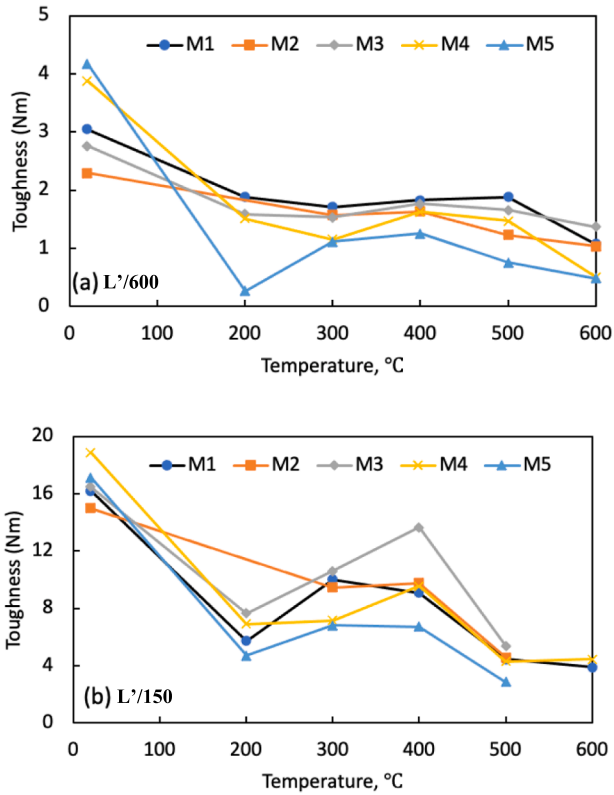 5
4
3
2
1
0
Toughness (Nm)
M1 M2 M3 M4 M5
(a) L’/600
0 100 200 300 400 500 600
Temperature, ℃
20
16
12
8
4
0
Toughness (Nm)
M1 M2 M3 M4 M5
(b) L’/150
0 100 200 300 400 500 600
Temperature, ℃